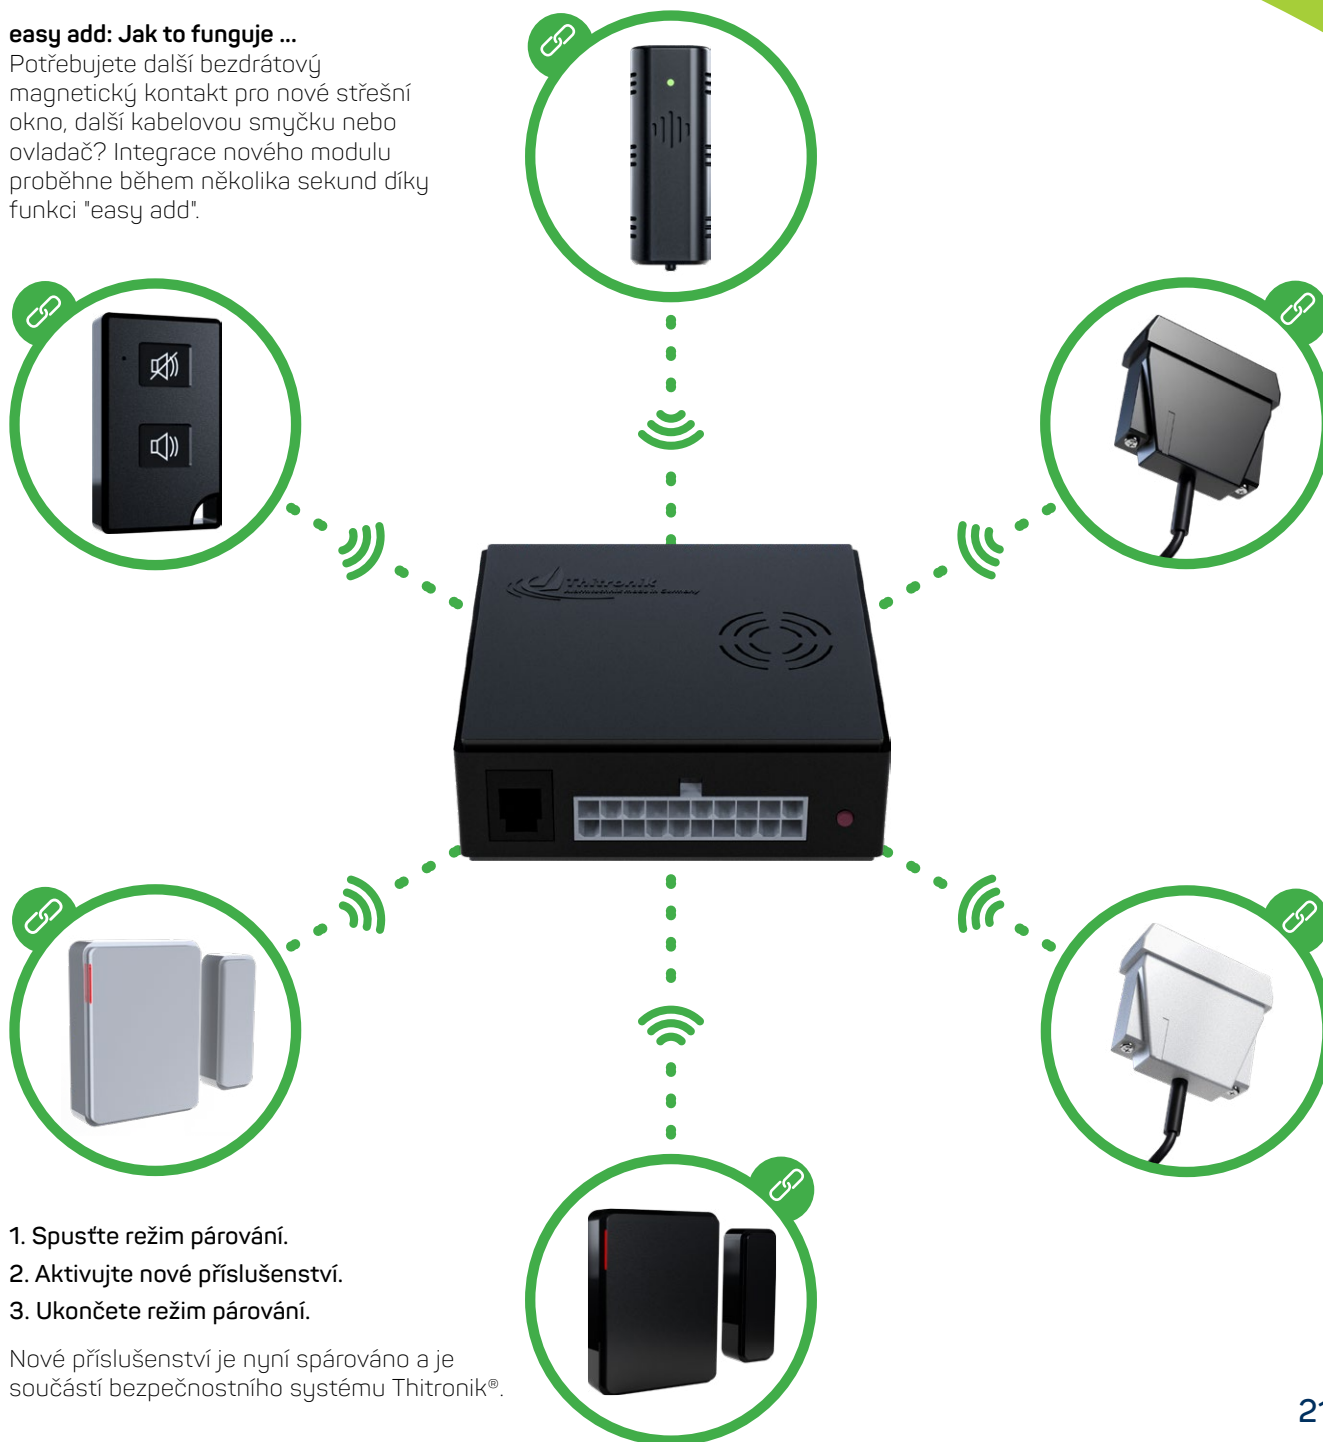 easy add: Jak to funguje ...
Potřebujete další bezdrátový
magnetický kontakt pro nové střešní
okno, další kabelovou smyčku nebo
ovladač? Integrace nového modulu
proběhne během několika sekund díky
funkci "easy add".
Thitronik
1. Spusťte režim párování.
2. Aktivujte nové příslušenství.
3. Ukončete režim párování.
Nové příslušenství je nyní spárováno a je
součástí bezpečnostního systému Thitronik®.
21